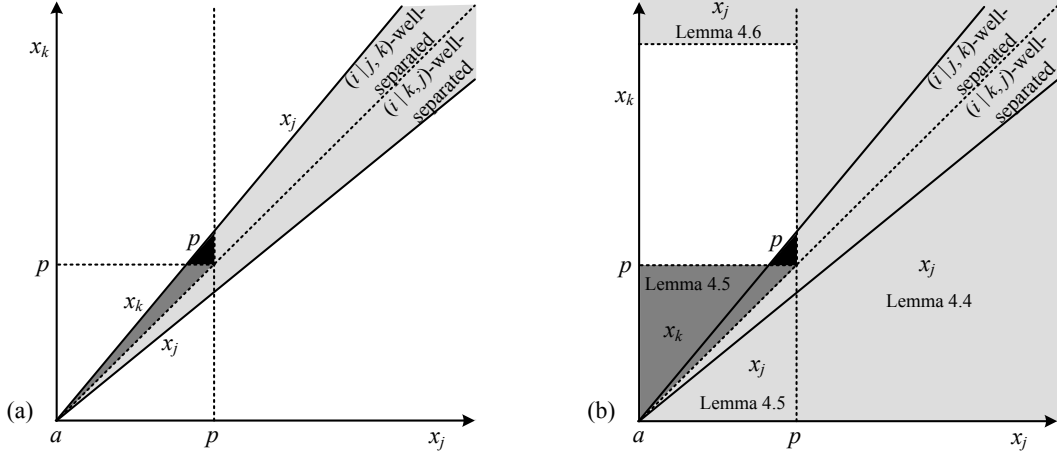 x_k
(i | j, k)-well-
separated
(i | k, j)-well-
separated
x_j
p
p
x_k
x_j
(a)
a
p
x_j
x_j
Lemma 4.6
x_k
(i | j, k)-well-
separated
(i | k, j)-well-
separated
p
p
Lemma 4.5
x_j
Lemma 4.4
x_k
x_j
Lemma 4.5
(b)
a
p
x_j